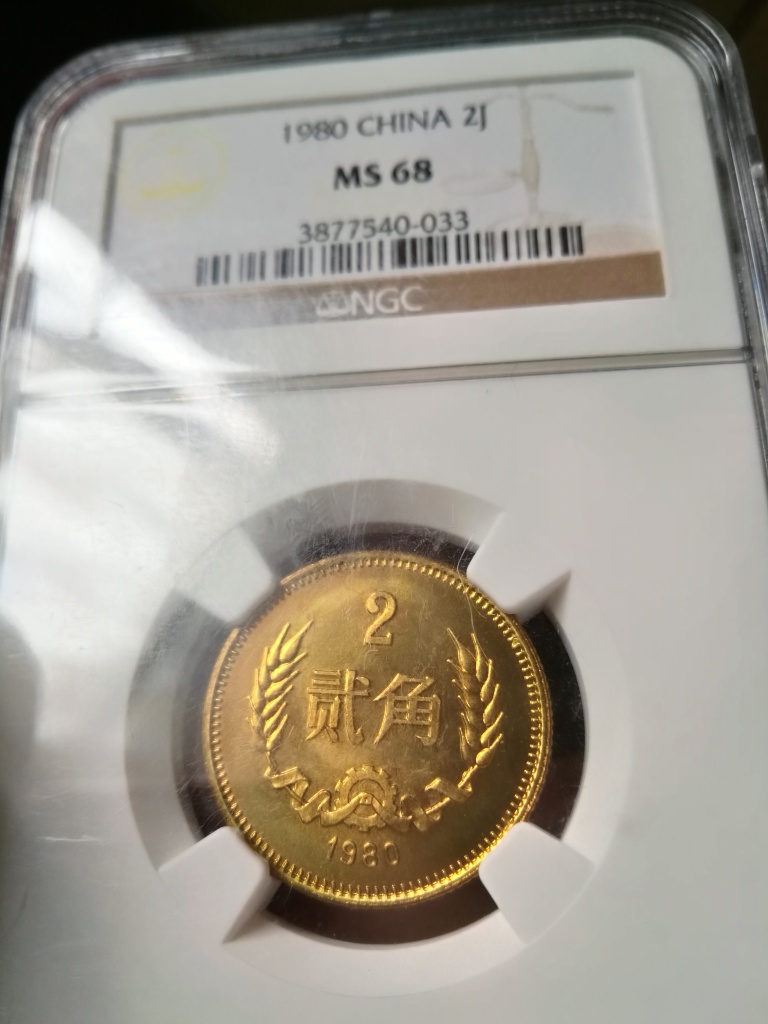 1980 CHINA 2J
MS 68
3877540-033
NGC
2
贰角
1980